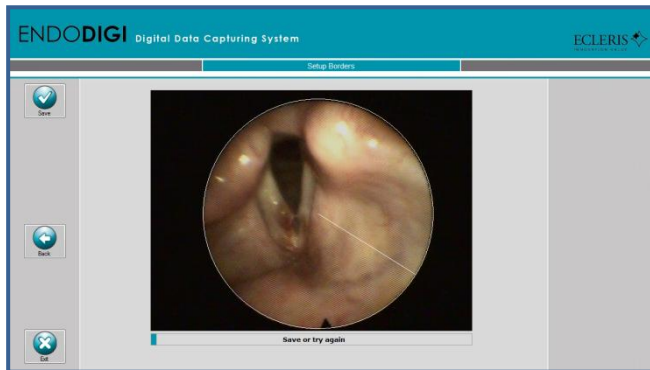 ENDODIGI Digital Data Capturing System
ECLERIS
Setup Borders
Save
Back
Exit
Save or try again